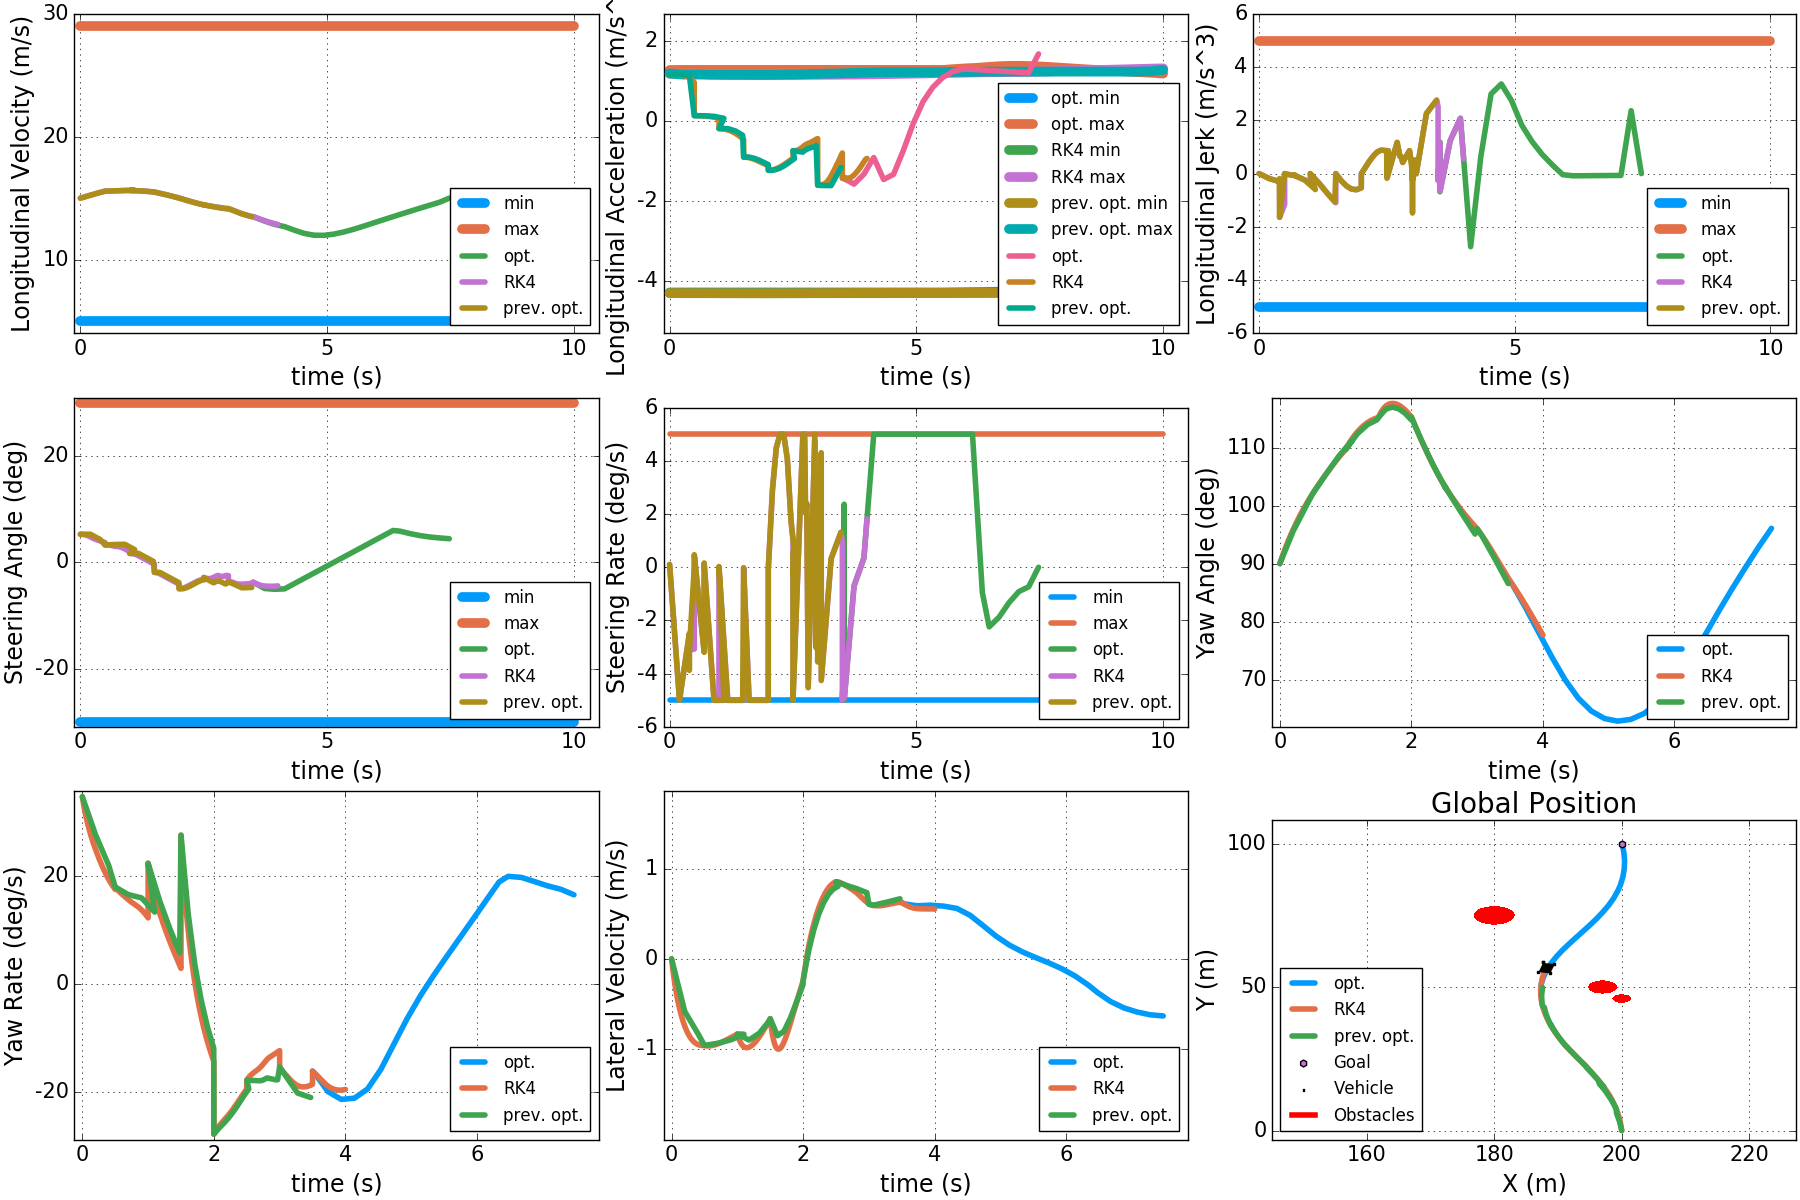 Longitudinal Velocity (m/s)
30
20
10
0
5
10
time (s)
min
max
opt.
RK4
prev. opt.
Longitudinal Acceleration (m/s^
2
0
-2
-4
0
5
10
time (s)
opt. min
opt. max
RK4 min
RK4 max
prev. opt. min
prev. opt. max
opt.
RK4
prev. opt.
Longitudinal Jerk (m/s^3)
6
4
2
0
-2
-4
-6
0
5
10
time (s)
min
max
opt.
RK4
prev. opt.
Steering Angle (deg)
20
0
-20
0
5
10
time (s)
min
max
opt.
RK4
prev. opt.
Steering Rate (deg/s)
6
4
2
0
-2
-4
-6
0
5
10
time (s)
min
max
opt.
RK4
prev. opt.
Yaw Angle (deg)
110
100
90
80
70
0
2
4
6
time (s)
opt.
RK4
prev. opt.
Yaw Rate (deg/s)
20
0
-20
0
2
4
6
time (s)
opt.
RK4
prev. opt.
Lateral Velocity (m/s)
1
0
-1
0
2
4
6
time (s)
opt.
RK4
prev. opt.
Global Position
Y (m)
100
50
0
160
180
200
220
X (m)
opt.
RK4
prev. opt.
Goal
Vehicle
Obstacles